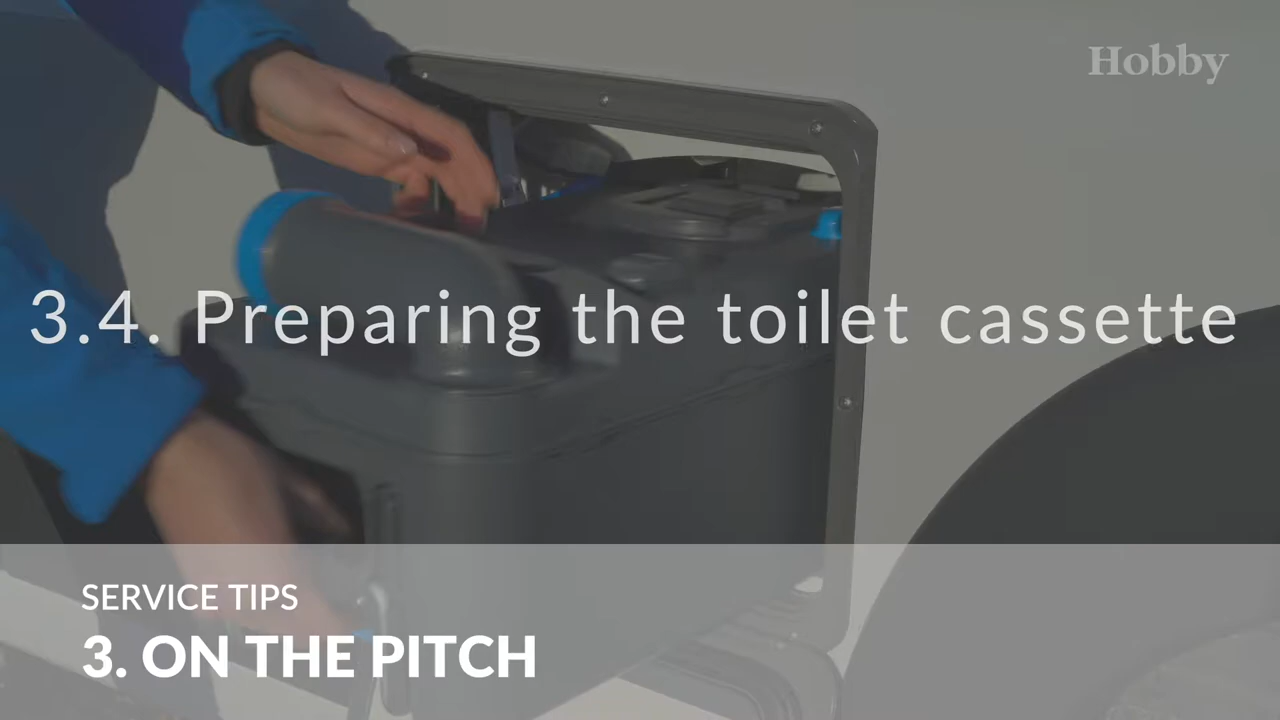 Hobby
3.4. Preparing the toilet cassette
SERVICE TIPS
3. ON THE PITCH